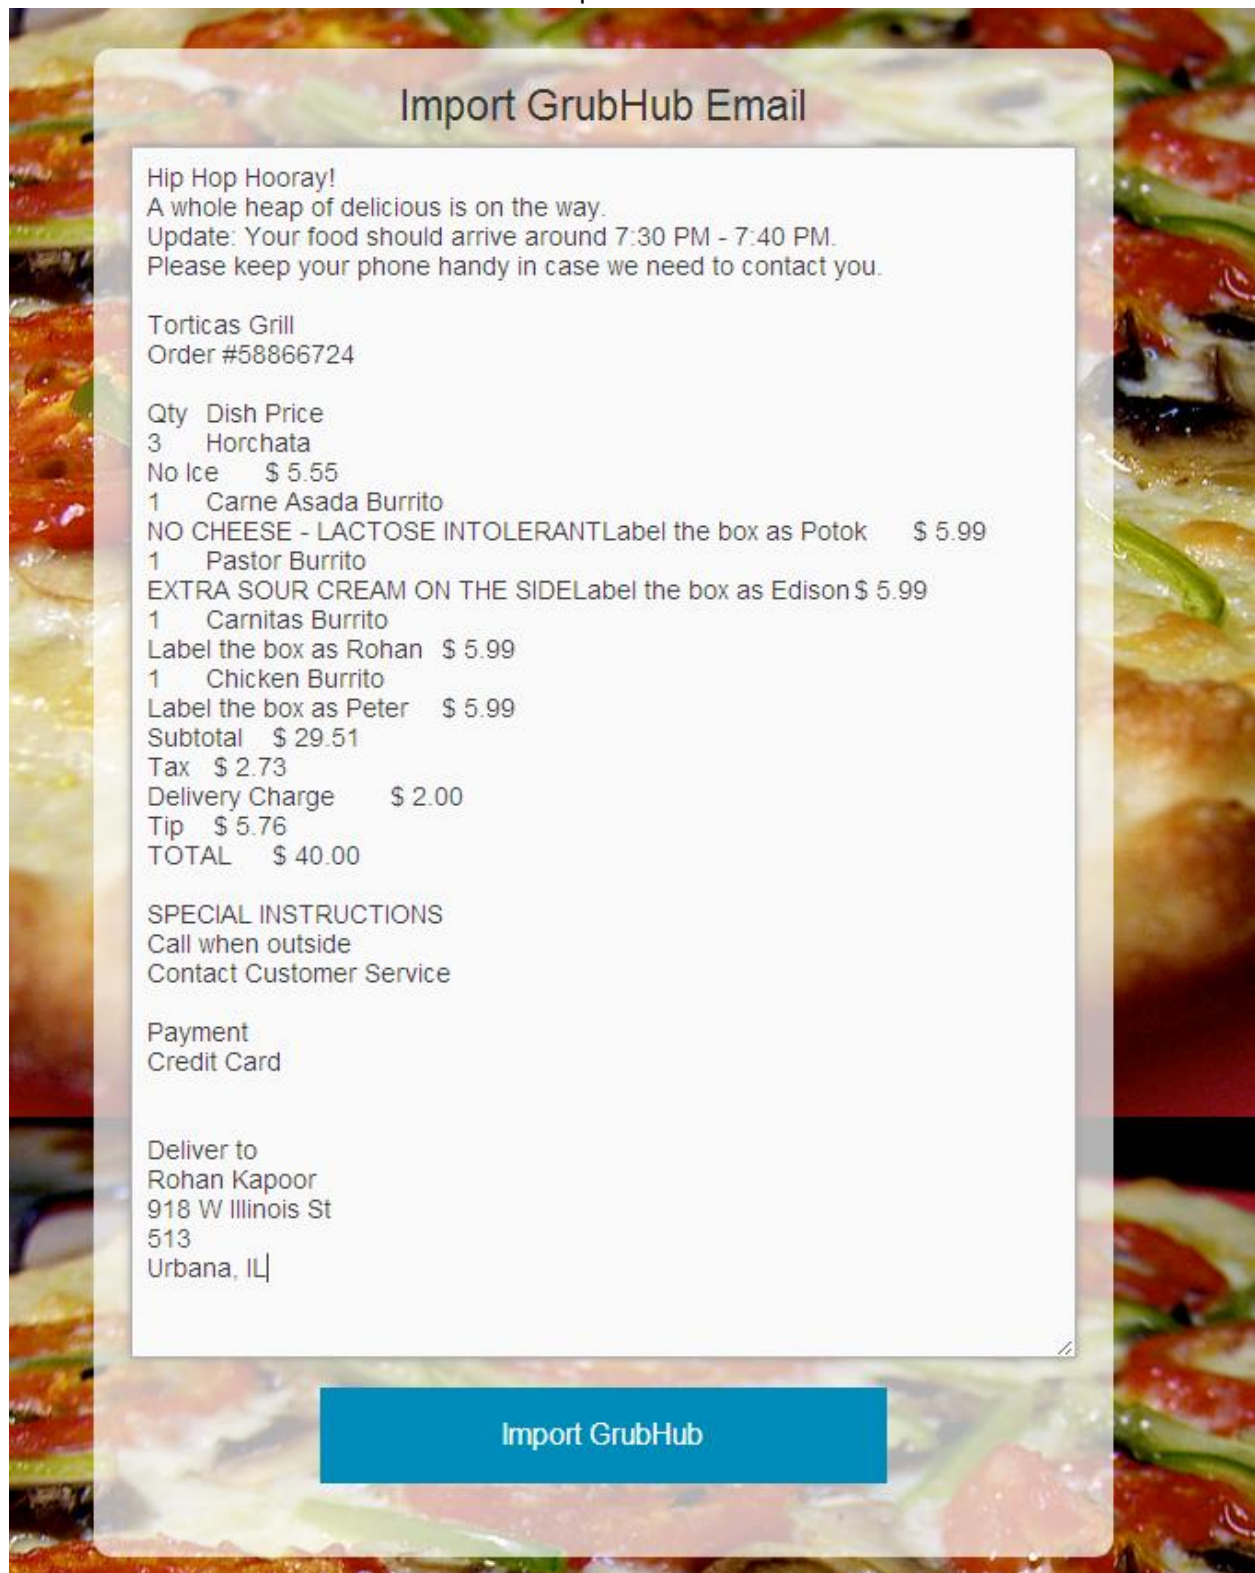 Import GrubHub Email
Hip Hop Hooray!
A whole heap of delicious is on the way.
Update: Your food should arrive around 7:30 PM - 7:40 PM.
Please keep your phone handy in case we need to contact you.
Torticas Grill
Order #58866724
Qty Dish Price
3 Horchata
No Ice $ 5.55
1 Carne Asada Burrito
NO CHEESE - LACTOSE INTOLERANTLabel the box as Potok $ 5.99
1 Pastor Burrito
EXTRA SOUR CREAM ON THE SIDELabel the box as Edison $ 5.99
1 Carnitas Burrito
Label the box as Rohan $ 5.99
1 Chicken Burrito
Label the box as Peter $ 5.99
Subtotal $ 29.51
Tax $ 2.73
Delivery Charge $ 2.00
Tip $ 5.76
TOTAL $ 40.00
SPECIAL INSTRUCTIONS
Call when outside
Contact Customer Service
Payment
Credit Card
Deliver to
Rohan Kapoor
918 W Illinois St
513
Urbana, IL
Import GrubHub